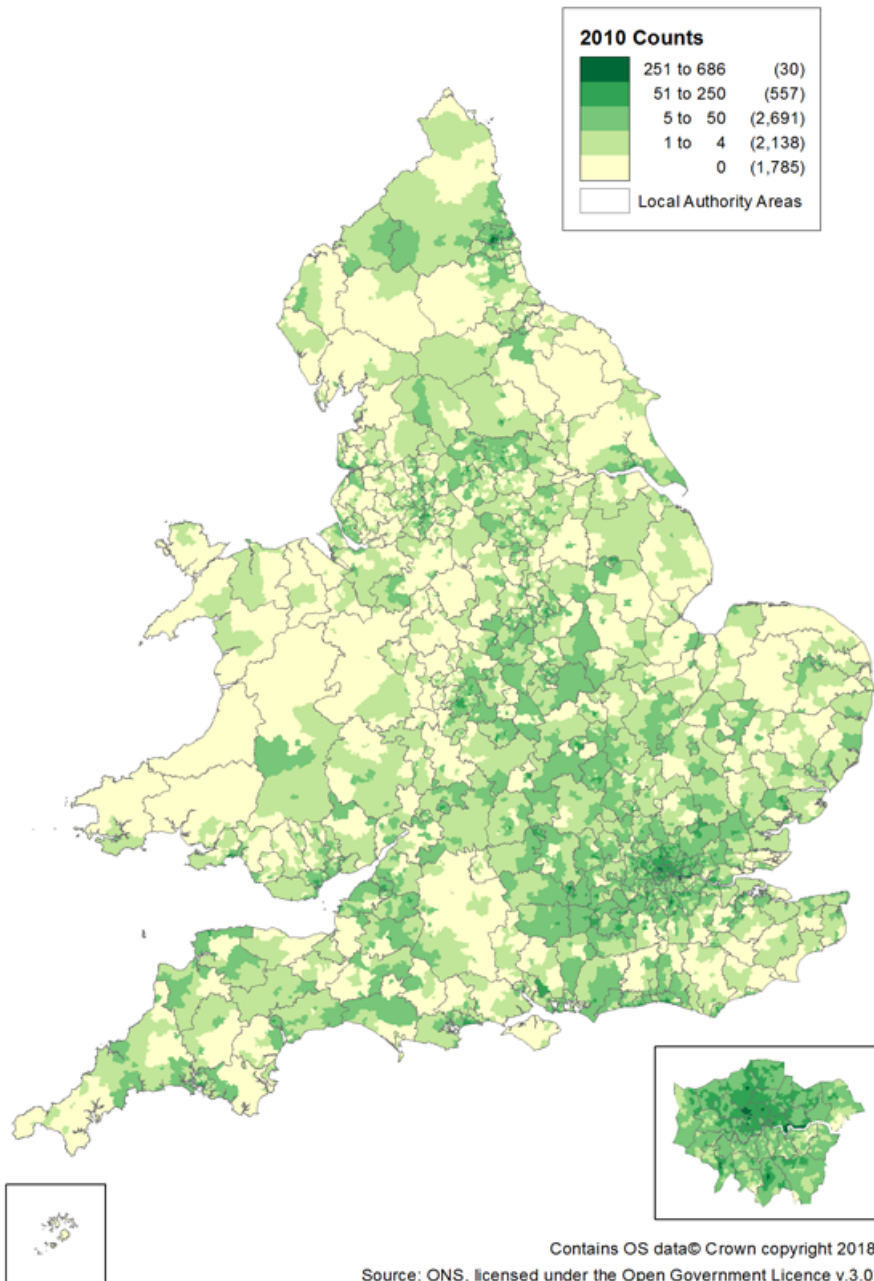 2010 Counts
251 to 686 (30)
51 to 250 (557)
5 to 50 (2,691)
1 to 4 (2,138)
0 (1,785)
Local Authority Areas
Contains OS data© Crown copyright 2018
Source: ONS, licensed under the Open Government Licence v.3.0